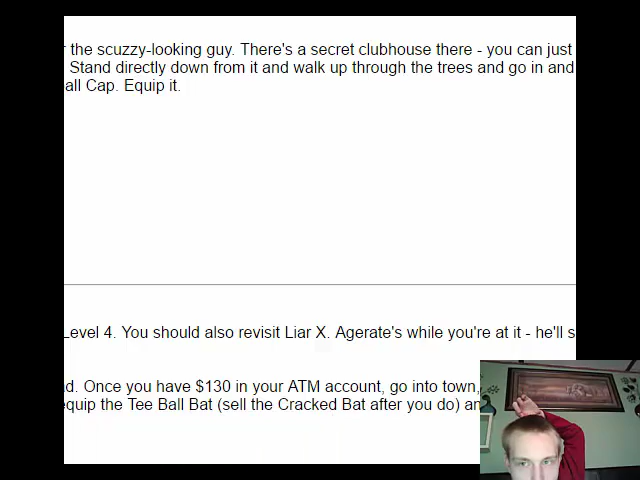 the scuzzy-looking guy. There's a secret clubhouse there - you can just
Stand directly down from it and walk up through the trees and go in and
all Cap. Equip it.
Level 4. You should also revisit Liar X. Agerate's while you're at it - he'll s
d. Once you have $130 in your ATM account, go into town,
equip the Tee Ball Bat (sell the Cracked Bat after you do) an